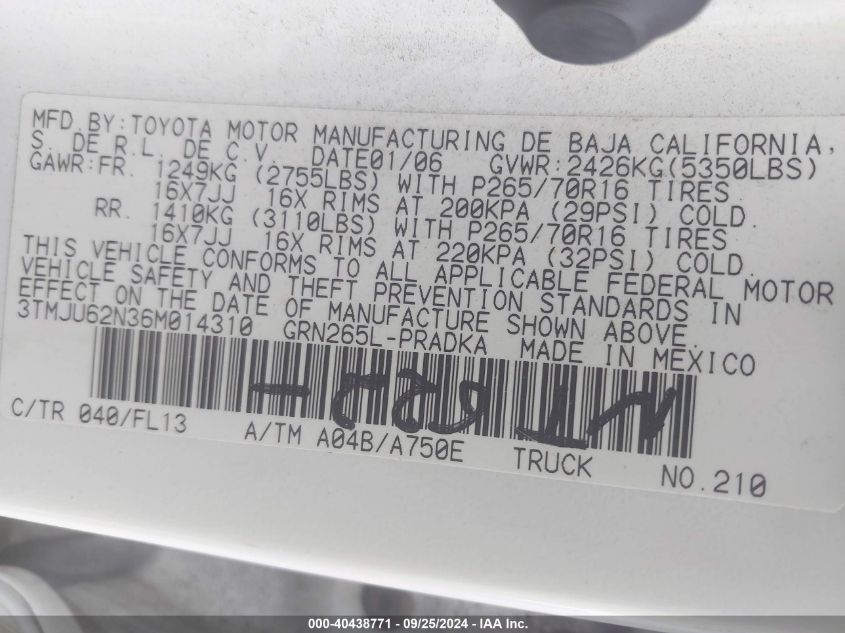 MFD.BY:TOYOTA MOTOR MANUFACTURING DE BAJA CALIFORNIA,
S. DE R.L. DE C.V. DATE01/06 GVWR:2426KG(5350LBS)
GAWR:FR. 1249KG (2755LBS) WITH P265/70R16 TIRES
16X7JJ 16X RIMS AT 200KPA (29PSI) COLD.
RR. 1410KG (3110LBS) WITH P265/70R16 TIRES
16X7JJ 16X RIMS AT 220KPA (32PSI) COLD.
THIS VEHICLE CONFORMS TO ALL APPLICABLE FEDERAL MOTOR
VEHICLE SAFETY AND THEFT PREVENTION STANDARDS IN
EFFECT ON THE DATE OF MANUFACTURE SHOWN ABOVE.
3TMJU62N36M014310 GRN265L-PRADKA MADE IN MEXICO
C/TR 040/FL13 A/TM A04B/A750E TRUCK NO.210
000-40438771 - 09/25/2024 - IAA Inc.